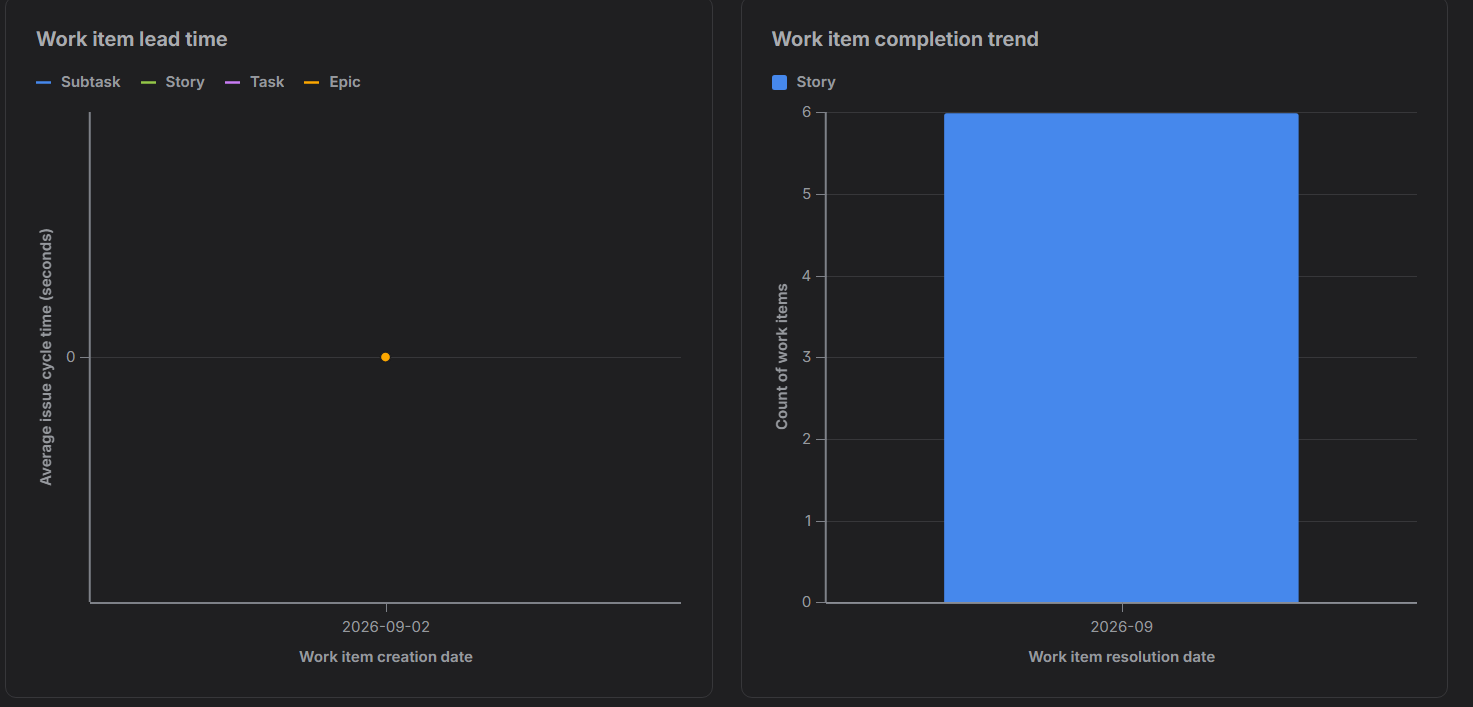 Work item lead time
Subtask Story Task Epic
Average issue cycle time (seconds)
0
2026-09-02
Work item creation date
Work item completion trend
Story
Count of work items
6
5
4
3
2
1
0
2026-09
Work item resolution date